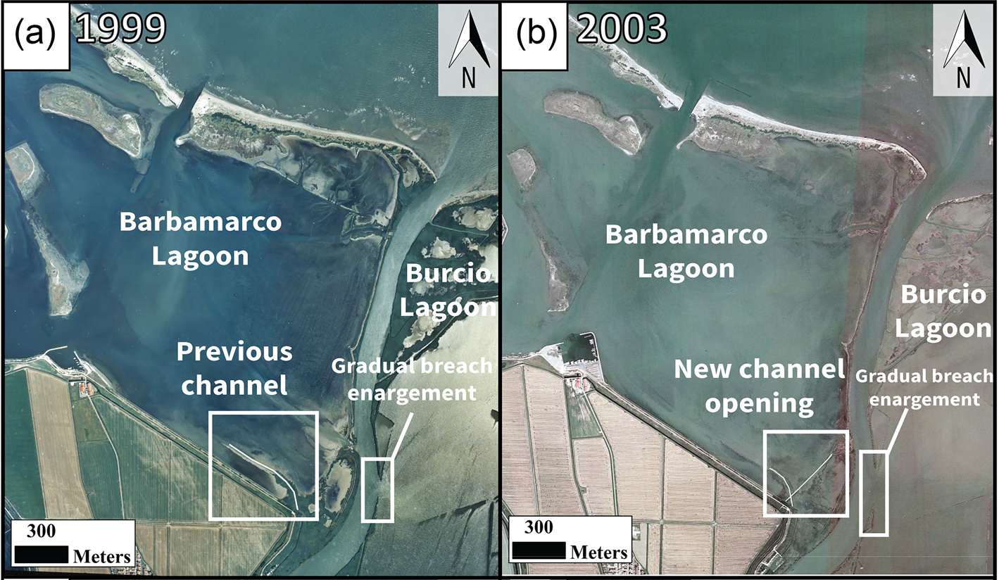 (a) 1999
N
Barbamarco
Lagoon
Burcio
Lagoon
Previous
channel
Gradual breach
enargement
300
Meters
(b) 2003
N
Barbamarco
Lagoon
Burcio
Lagoon
New channel
opening
Gradual breach
enargement
300
Meters